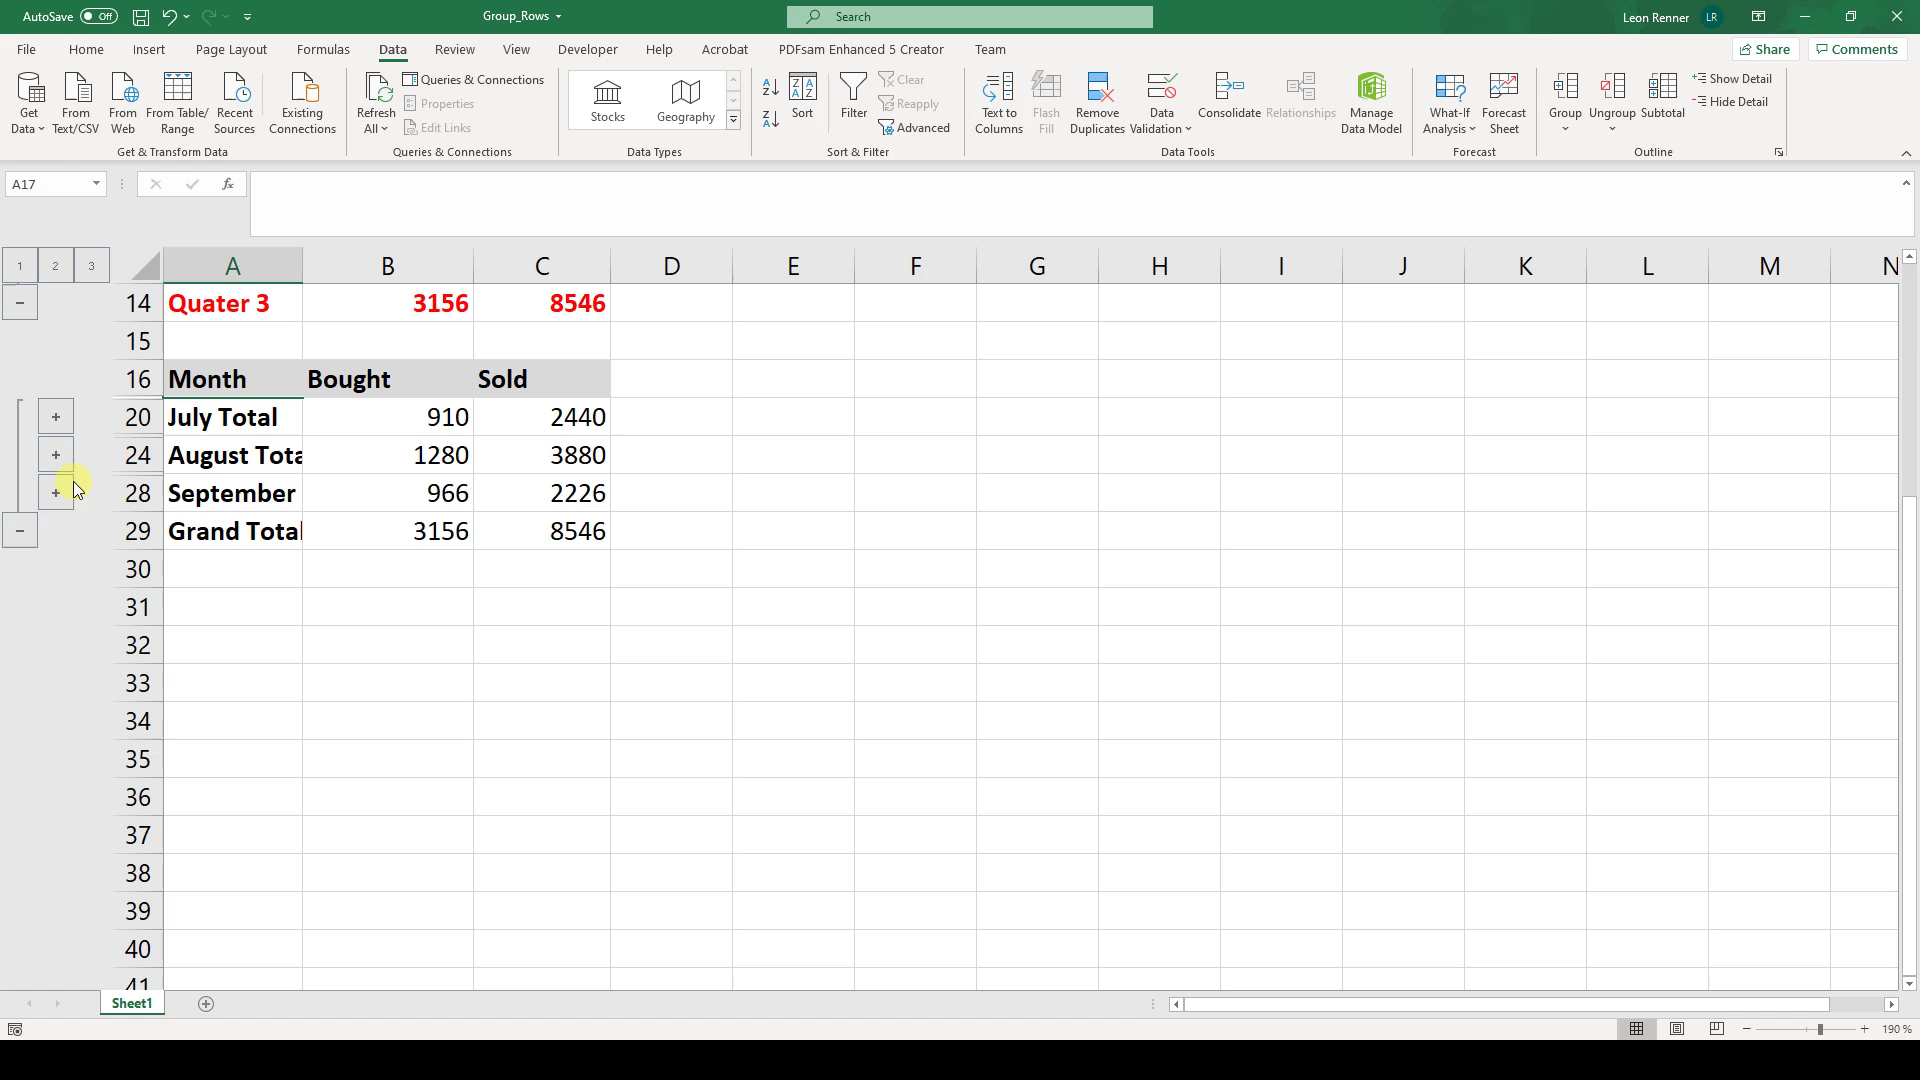 AutoSave Off Group_Rows Search Leon Renner LR
File Home Insert Page Layout Formulas Data Review View Developer Help Acrobat PDFsam Enhanced 5 Creator Team Share Comments
Get Data From Text/CSV From Web From Table/ Range Recent Sources Existing Connections
Get & Transform Data
Refresh All Queries & Connections Properties Edit Links
Queries & Connections
Stocks Geography
Data Types
Sort Filter Clear Reapply Advanced
Sort & Filter
Text to Columns Flash Fill Remove Duplicates Data Validation Consolidate Relationships Manage Data Model
Data Tools
What-If Analysis Forecast Sheet
Forecast
Group Ungroup Subtotal Show Detail Hide Detail
Outline
A17 fx
1 2 3 A B C D E F G H I J K L M N
14 Quater 3 3156 8546
15
16 Month Bought Sold
20 July Total 910 2440
24 August Tota 1280 3880
28 September 966 2226
29 Grand Total 3156 8546
30
31
32
33
34
35
36
37
38
39
40
41
Sheet1
190 %